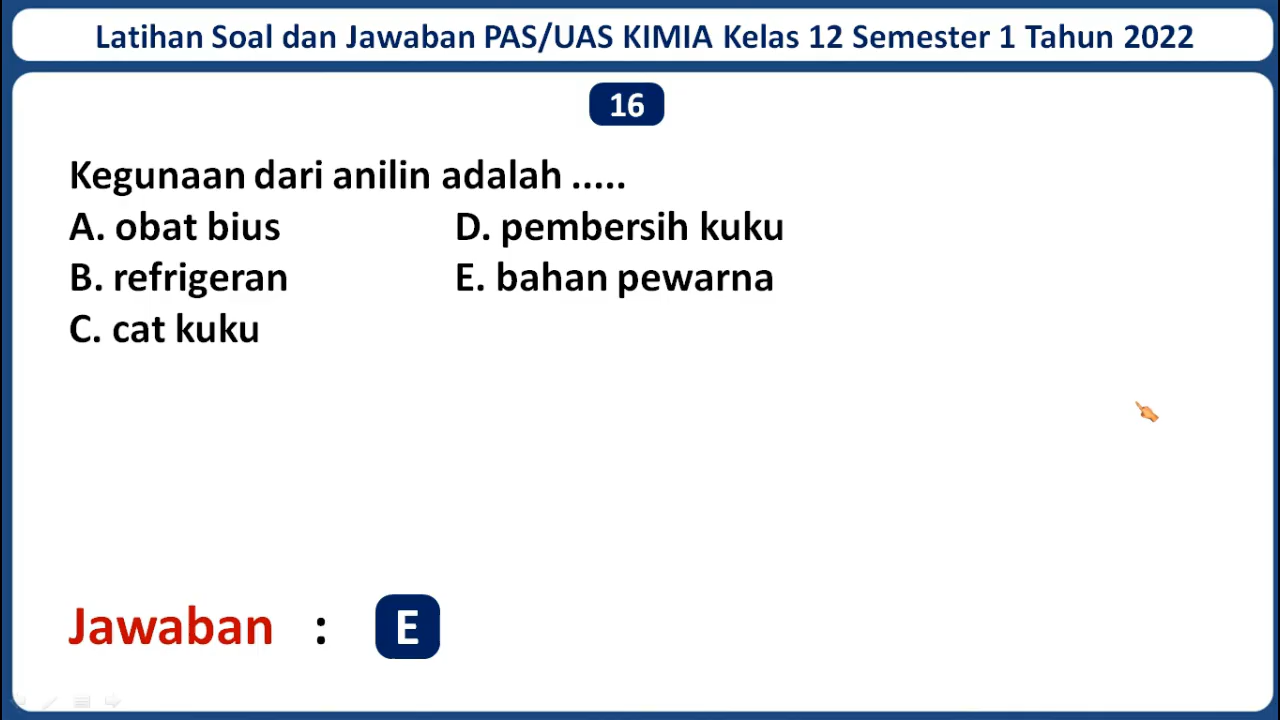 Latihan Soal dan Jawaban PAS/UAS KIMIA Kelas 12 Semester 1 Tahun 2022
16
Kegunaan dari anilin adalah .....
A. obat bius
B. refrigeran
C. cat kuku
D. pembersih kuku
E. bahan pewarna
Jawaban : E